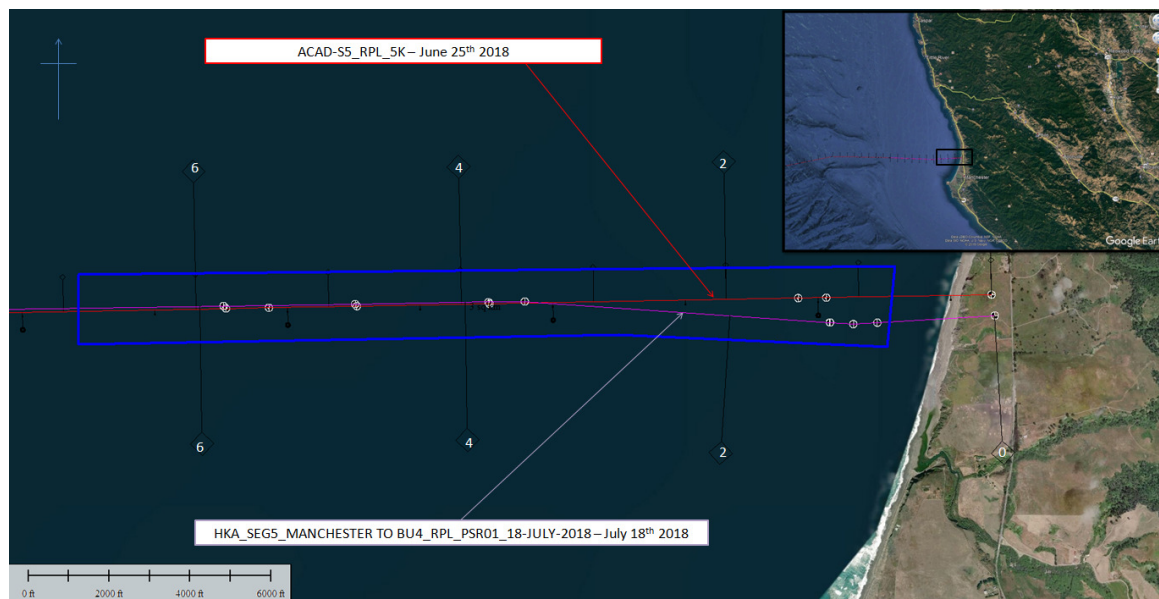 ACAD-S5_RPL_5K – June 25th 2018
6
4
2
Google Earth
6
4
2
0
HKA_SEG5_MANCHESTER TO BU4_RPL_PSR01_18-JULY-2018 – July 18th 2018
0 ft 2000 ft 4000 ft 6000 ft